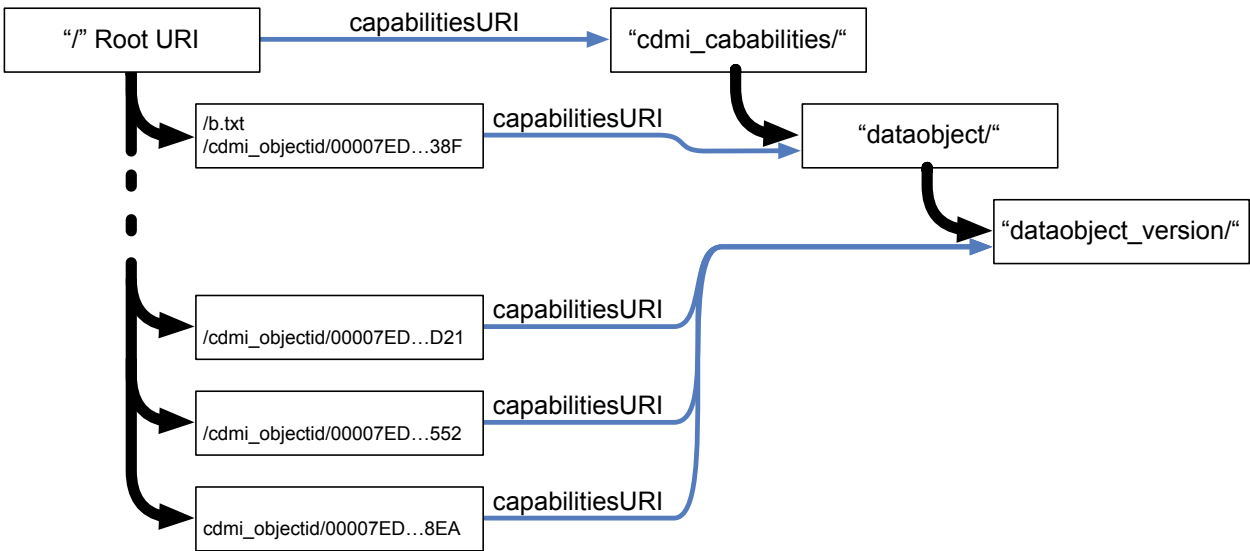 “/” Root URI
capabilitiesURI
“cdmi_cababilities/“
/b.txt
/cdmi_objectid/00007ED…38F
capabilitiesURI
“dataobject/“
“dataobject_version/“
/cdmi_objectid/00007ED…D21
capabilitiesURI
/cdmi_objectid/00007ED…552
capabilitiesURI
cdmi_objectid/00007ED…8EA
capabilitiesURI